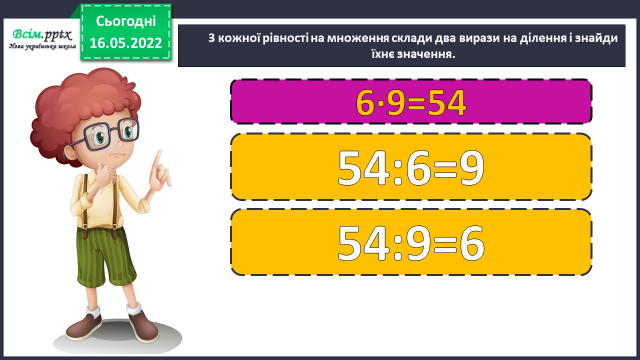 Всім.pptx
Нова українська школа
Сьогодні
16.05.2022
З кожної рівності на множення склади два вирази на ділення і знайди
їхнє значення.
6·9=54
54:6=9
54:9=6